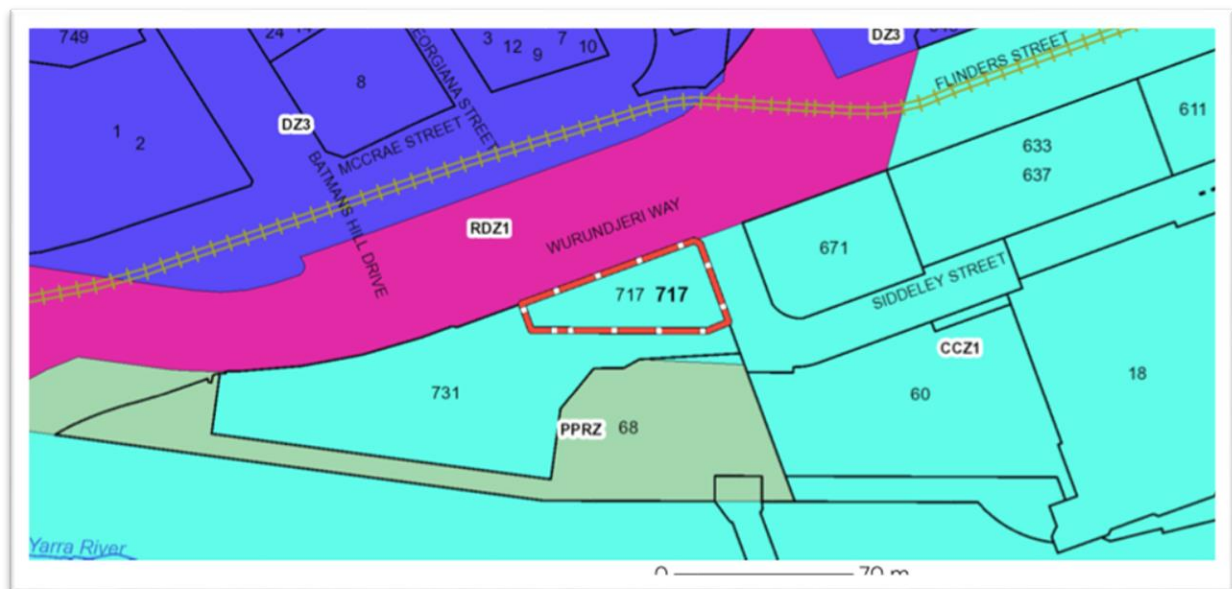 749
24
3
12
7
9
10
DZ3
FLINDERS STREET
8
1
2
DZ3
MCCRAE STREET
611
633
637
BATMANS HILL DRIVE
RDZ1
WURUNDJERI WAY
671
SIDDELEY STREET
717 717
CCZ1
731
60
18
PPRZ 68
Yarra River
0 70 m